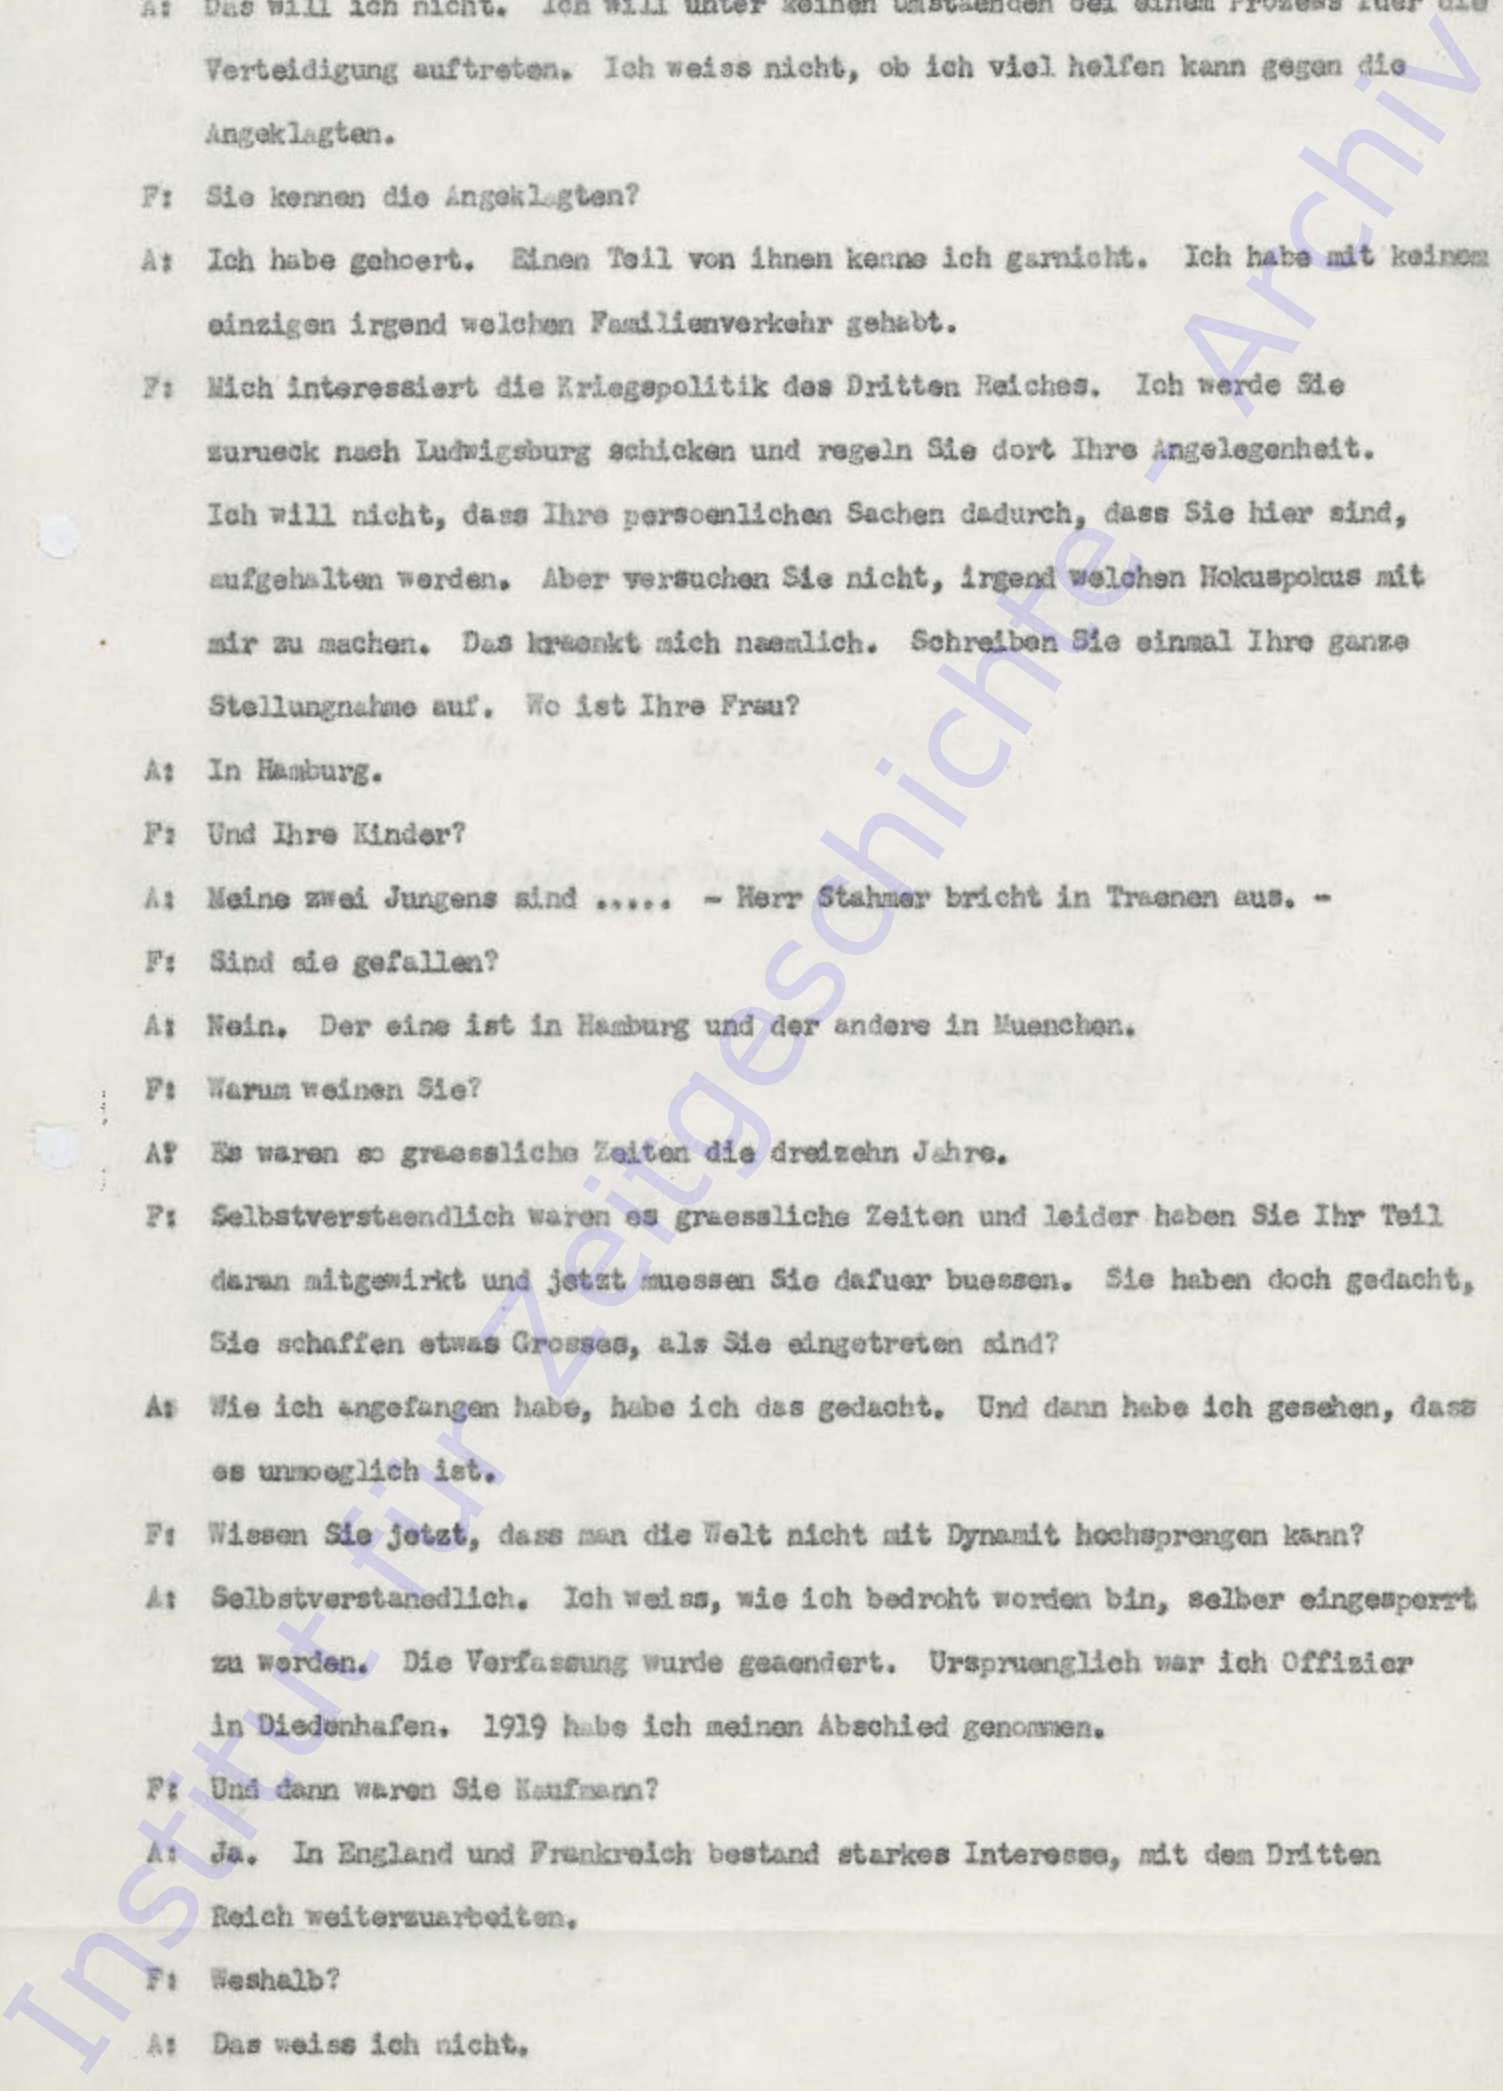 A: Das will ich nicht. Ich will unter keinen Umstaenden bei einem Prozess fuer die
Verteidigung auftreten. Ich weiss nicht, ob ich viel helfen kann gegen die
Angeklagten.
F: Sie kennen die Angeklagten?
A: Ich habe gehoert. Einen Teil von ihnen kenne ich garnicht. Ich habe mit keinem
einzigen irgend welchen Familienverkehr gehabt.
F: Mich interessiert die Kriegspolitik des Dritten Reiches. Ich werde Sie
zurueck nach Ludwigsburg schicken und regeln Sie dort Ihre Angelegenheit.
Ich will nicht, dass Ihre persoenlichen Sachen dadurch, dass Sie hier sind,
aufgehalten werden. Aber versuchen Sie nicht, irgend welchen Hokuspokus mit
mir zu machen. Das kraenkt mich naemlich. Schreiben Sie einmal Ihre ganze
Stellungnahme auf. Wo ist Ihre Frau?
A: In Hamburg.
F: Und Ihre Kinder?
A: Meine zwei Jungens sind ..... - Herr Stahmer bricht in Traenen aus. -
F: Sind sie gefallen?
A: Nein. Der eine ist in Hamburg und der andere in Muenchen.
F: Warum weinen Sie?
A: Es waren so graessliche Zeiten die dreizehn Jahre.
F: Selbstverstaendlich waren es graessliche Zeiten und leider haben Sie Ihr Teil
daran mitgewirkt und jetzt muessen Sie dafuer buessen. Sie haben doch gedacht,
Sie schaffen etwas Grosses, als Sie eingetreten sind?
A: Wie ich angefangen habe, habe ich das gedacht. Und dann habe ich gesehen, dass
es unmoeglich ist.
F: Wissen Sie jetzt, dass man die Welt nicht mit Dynamit hochsprengen kann?
A: Selbstverstanedlich. Ich weiss, wie ich bedroht worden bin, selber eingesperrt
zu werden. Die Verfassung wurde geaendert. Urspruenglich war ich Offizier
in Diedenhafen. 1919 habe ich meinen Abschied genommen.
F: Und dann waren Sie Kaufmann?
A: Ja. In England und Frankreich bestand starkes Interesse, mit dem Dritten
Reich weiterzuarbeiten.
F: Weshalb?
A: Das weiss ich nicht.
Institut für Zeitgeschichte - Archiv